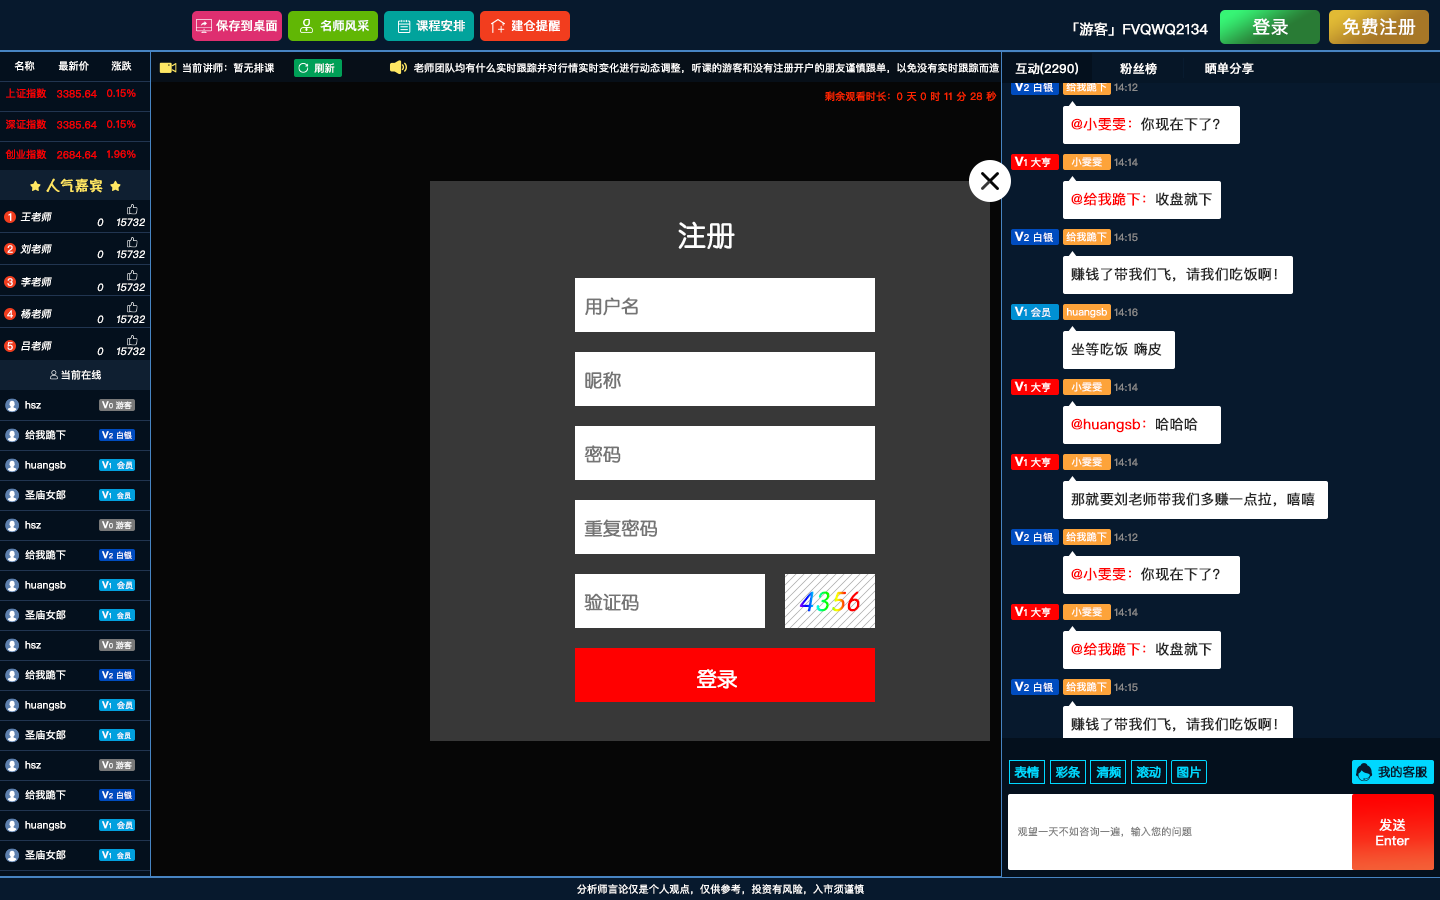 保存到桌面 名师风采 课程安排 建仓提醒 「游客」FVQWQ2134 登录 免费注册
名称 最新价 涨跌
上证指数 3385.64 0.15%
深证指数 3385.64 0.15%
创业指数 2684.64 1.96%
人气嘉宾
1 王老师 0 15732
2 刘老师 0 15732
3 李老师 0 15732
4 杨老师 0 15732
5 吕老师 0 15732
当前在线
hsz V0 游客
给我跪下 V2 白银
huangsb V1 会员
圣庙女郎 V1 会员
hsz V0 游客
给我跪下 V2 白银
huangsb V1 会员
圣庙女郎 V1 会员
hsz V0 游客
给我跪下 V2 白银
huangsb V1 会员
圣庙女郎 V1 会员
hsz V0 游客
给我跪下 V2 白银
huangsb V1 会员
圣庙女郎 V1 会员
当前讲师：暂无排课 刷新 老师团队均有什么实时跟踪并对行情实时变化进行动态调整，听课的游客和没有注册开户的朋友谨慎跟单，以免没有实时跟踪而造
剩余观看时长：0 天 0 时 11 分 28 秒
注册
用户名
昵称
密码
重复密码
验证码 4356
登录
互动(2290) 粉丝榜 晒单分享
V2 白银 给我跪下 14:12
@小雯雯：你现在下了？
V1 大亨 小雯雯 14:14
@给我跪下：收盘就下
V2 白银 给我跪下 14:15
赚钱了带我们飞，请我们吃饭啊！
V1 会员 huangsb 14:16
坐等吃饭 嗨皮
V1 大亨 小雯雯 14:14
@huangsb：哈哈哈
V1 大亨 小雯雯 14:14
那就要刘老师带我们多赚一点拉，嘻嘻
V2 白银 给我跪下 14:12
@小雯雯：你现在下了？
V1 大亨 小雯雯 14:14
@给我跪下：收盘就下
V2 白银 给我跪下 14:15
赚钱了带我们飞，请我们吃饭啊！
表情 彩条 清频 滚动 图片 我的客服
观望一天不如咨询一遍，输入您的问题
发送
Enter
分析师言论仅是个人观点，仅供参考，投资有风险，入市须谨慎